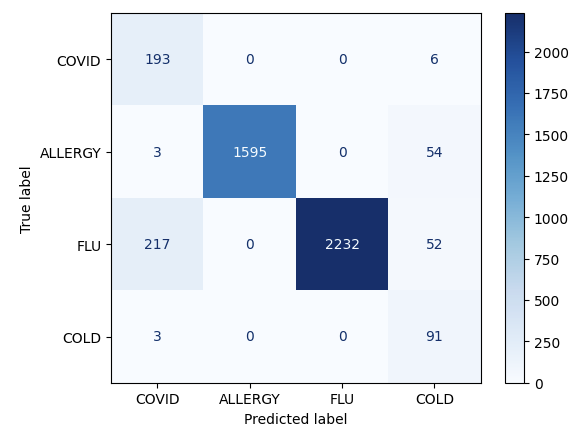 COVID 193 0 0 6
ALLERGY 3 1595 0 54
FLU 217 0 2232 52
COLD 3 0 0 91
COVID ALLERGY FLU COLD
Predicted label
True label
2000
1750
1500
1250
1000
750
500
250
0